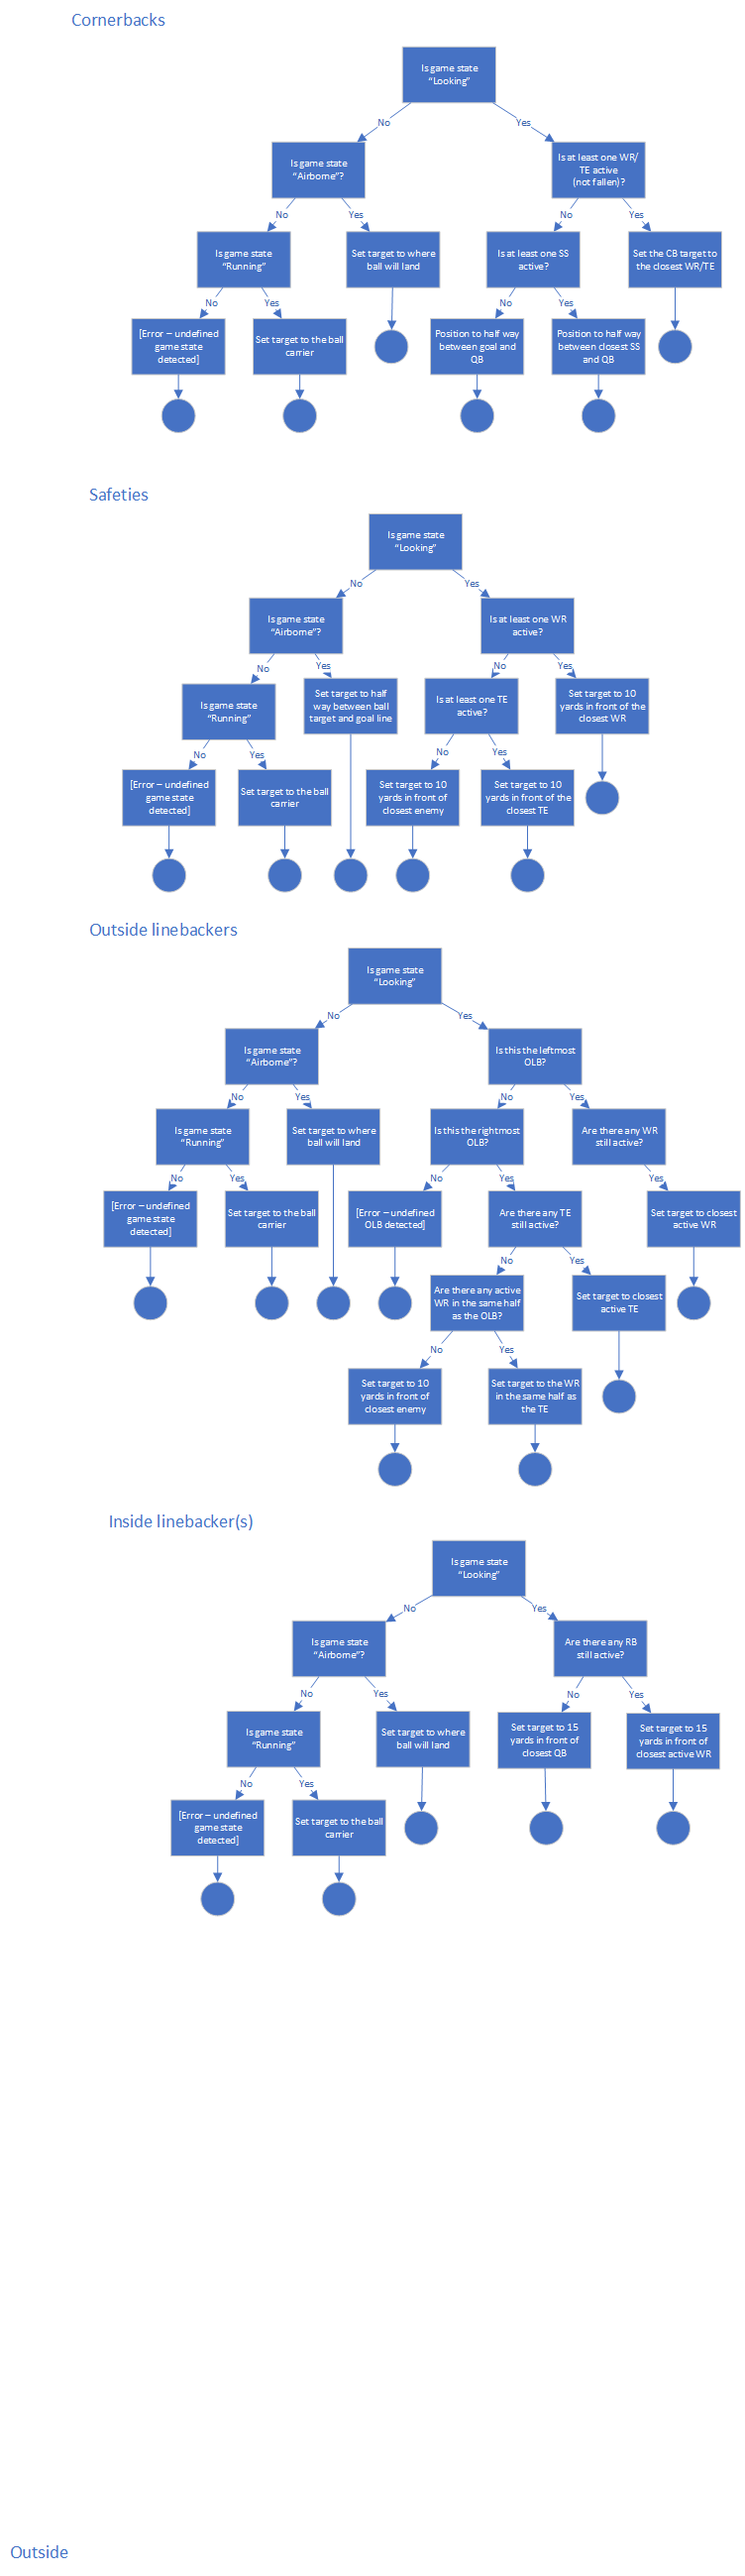 Cornerbacks
Is game state
“Looking”
No
Yes
Is game state
“Airborne”?
Is at least one WR/
TE active
(not fallen)?
No
Yes
No
Yes
Is game state
“Running”
Set target to where
ball will land
Is at least one SS
active?
Set the CB target to
the closest WR/TE
No
Yes
No
Yes
[Error – undefined
game state
detected]
Set target to the ball
carrier
Position to half way
between goal and
QB
Position to half way
between closest SS
and QB
Safeties
Is game state
“Looking”
No
Yes
Is game state
“Airborne”?
Is at least one WR
active?
No
Yes
No
Yes
Is game state
“Running”
Set target to half
way between ball
target and goal line
Is at least one TE
active?
Set target to 10
yards in front of the
closest WR
No
Yes
No
Yes
[Error – undefined
game state
detected]
Set target to the ball
carrier
Set target to 10
yards in front of
closest enemy
Set target to 10
yards in front of the
closest TE
Outside linebackers
Is game state
“Looking”
No
Yes
Is game state
“Airborne”?
Is this the leftmost
OLB?
No
Yes
No
Yes
Is game state
“Running”
Set target to where
ball will land
Is this the rightmost
OLB?
Are there any WR
still active?
No
Yes
No
Yes
Yes
[Error – undefined
game state
detected]
Set target to the ball
carrier
[Error – undefined
OLB detected]
Are there any TE
still active?
Set target to closest
active WR
No
Yes
Are there any active
WR in the same half
as the OLB?
Set target to closest
active TE
No
Yes
Set target to 10
yards in front of
closest enemy
Set target to the WR
in the same half as
the TE
Inside linebacker(s)
Is game state
“Looking”
No
Yes
Is game state
“Airborne”?
Are there any RB
still active?
No
Yes
No
Yes
Is game state
“Running”
Set target to where
ball will land
Set target to 15
yards in front of
closest QB
Set target to 15
yards in front of
closest active WR
No
Yes
[Error – undefined
game state
detected]
Set target to the ball
carrier
Outside